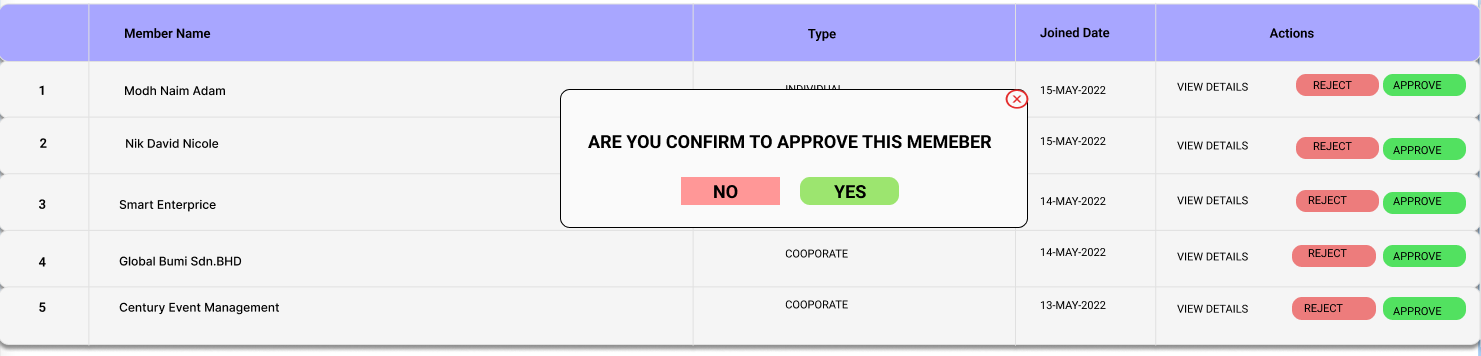 Member Name Type Joined Date Actions
1 Modh Naim Adam INDIVIDUAL 15-MAY-2022 VIEW DETAILS REJECT APPROVE
2 Nik David Nicole 15-MAY-2022 VIEW DETAILS REJECT APPROVE
ARE YOU CONFIRM TO APPROVE THIS MEMEBER
NO YES
3 Smart Enterprice 14-MAY-2022 VIEW DETAILS REJECT APPROVE
4 Global Bumi Sdn.BHD COOPORATE 14-MAY-2022 VIEW DETAILS REJECT APPROVE
5 Century Event Management COOPORATE 13-MAY-2022 VIEW DETAILS REJECT APPROVE